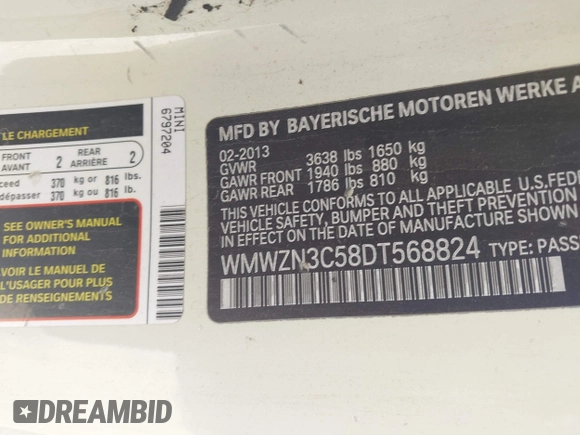 LE CHARGEMENT
FRONT
AVANT
2
REAR
ARRIÈRE
2
ceed 370 kg or 816 lbs.
dépasser 370 kg ou 816 lb.
SEE OWNER'S MANUAL
FOR ADDITIONAL
INFORMATION
VOIR LE MANUEL DE
L'USAGER POUR PLUS
DE RENSEIGNEMENTS
MINI
6797204
MFD BY BAYERISCHE MOTOREN WERKE A
02-2013
GVWR 3638 lbs 1650 kg
GAWR FRONT 1940 lbs 880 kg
GAWR REAR 1786 lbs 810 kg
THIS VEHICLE CONFORMS TO ALL APPLICABLE U.S. FEDE
VEHICLE SAFETY, BUMPER AND THEFT PREVENTION
IN EFFECT ON THE DATE OF MANUFACTURE SHOWN
WMWZN3C58DT568824 TYPE: PASS
DREAMBID